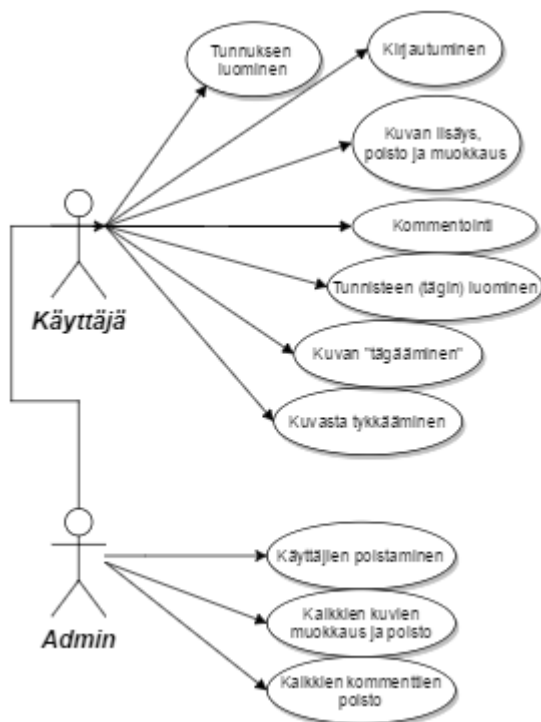 Tunnuksen
luominen
Kirjautuminen
Kuvan lisäys,
poisto ja muokkaus
Kommentointi
Tunnisteen (tägin) luominen
Kuvan "tägääminen"
Kuvasta tykkääminen
Käyttäjä
Käyttäjien poistaminen
Kaikkien kuvien
muokkaus ja poisto
Kaikkien kommenttien
poisto
Admin